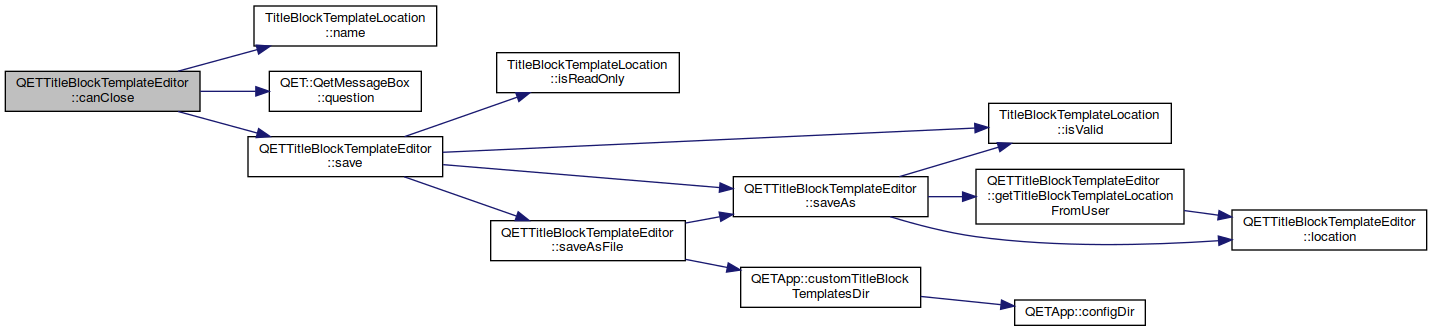 TitleBlockTemplateLocation
::name
QETTitleBlockTemplateEditor
::canClose
QET::QetMessageBox
::question
QETTitleBlockTemplateEditor
::save
TitleBlockTemplateLocation
::isReadOnly
QETTitleBlockTemplateEditor
::saveAsFile
QETTitleBlockTemplateEditor
::saveAs
QETApp::customTitleBlock
TemplatesDir
TitleBlockTemplateLocation
::isValid
QETTitleBlockTemplateEditor
::getTitleBlockTemplateLocation
FromUser
QETApp::configDir
QETTitleBlockTemplateEditor
::location